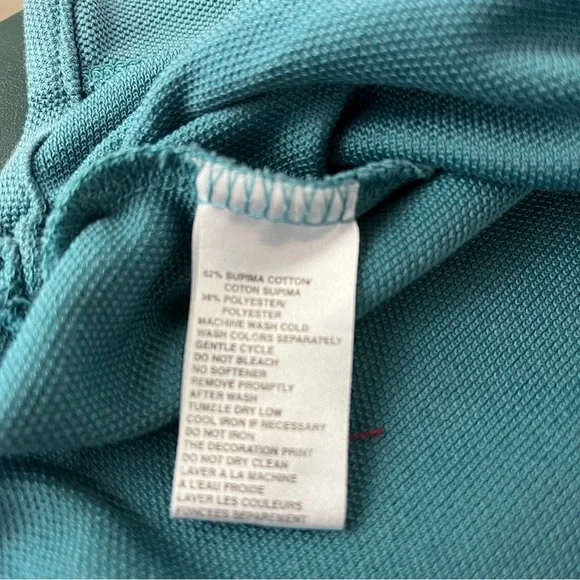 62% SUPIMA COTTON/
COTON SUPIMA
38% POLYESTER/
POLYESTER
MACHINE WASH COLD
WASH COLORS SEPARATELY
GENTLE CYCLE
DO NOT BLEACH
NO SOFTENER
REMOVE PROMPTLY
AFTER WASH
TUMBLE DRY LOW
COOL IRON IF NECESSARY
DO NOT IRON
THE DECORATION PRINT
DO NOT DRY CLEAN
LAVER A LA MACHINE
A L'EAU FROIDE
LAVER LES COULEURS
FONCEES SEPAREMENT